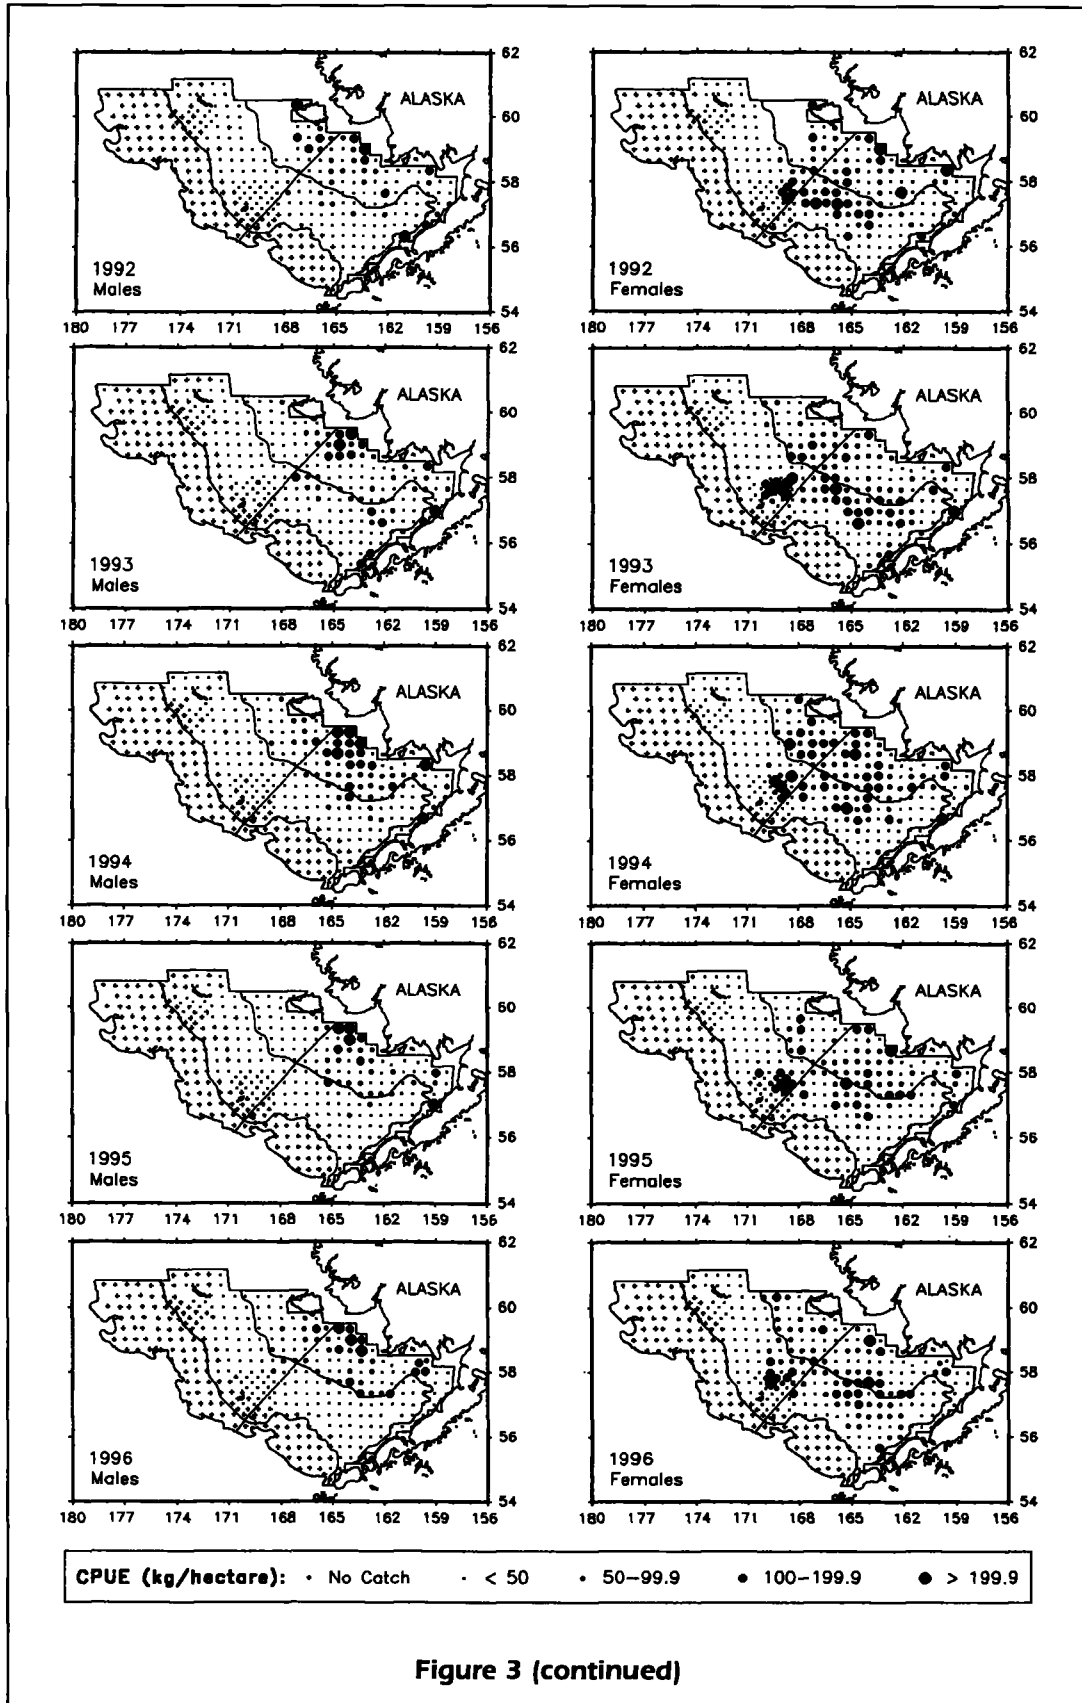 62
60
58
56
54
ALASKA
1992
Males
180 177 174 171 168 165 162 159 156
62
60
58
56
54
ALASKA
1992
Females
180 177 174 171 168 165 162 159 156
62
60
58
56
54
ALASKA
1993
Males
180 177 174 171 168 165 162 159 156
62
60
58
56
54
ALASKA
1993
Females
180 177 174 171 168 165 162 159 156
62
60
58
56
54
ALASKA
1994
Males
180 177 174 171 168 165 162 159 156
62
60
58
56
54
ALASKA
1994
Females
180 177 174 171 168 165 162 159 156
62
60
58
56
54
ALASKA
1995
Males
180 177 174 171 168 165 162 159 156
62
60
58
56
54
ALASKA
1995
Females
180 177 174 171 168 165 162 159 156
62
60
58
56
54
ALASKA
1996
Males
180 177 174 171 168 165 162 159 156
62
60
58
56
54
ALASKA
1996
Females
180 177 174 171 168 165 162 159 156
CPUE (kg/hectare): No Catch < 50 50–99.9 100–199.9 > 199.9
Figure 3 (continued)